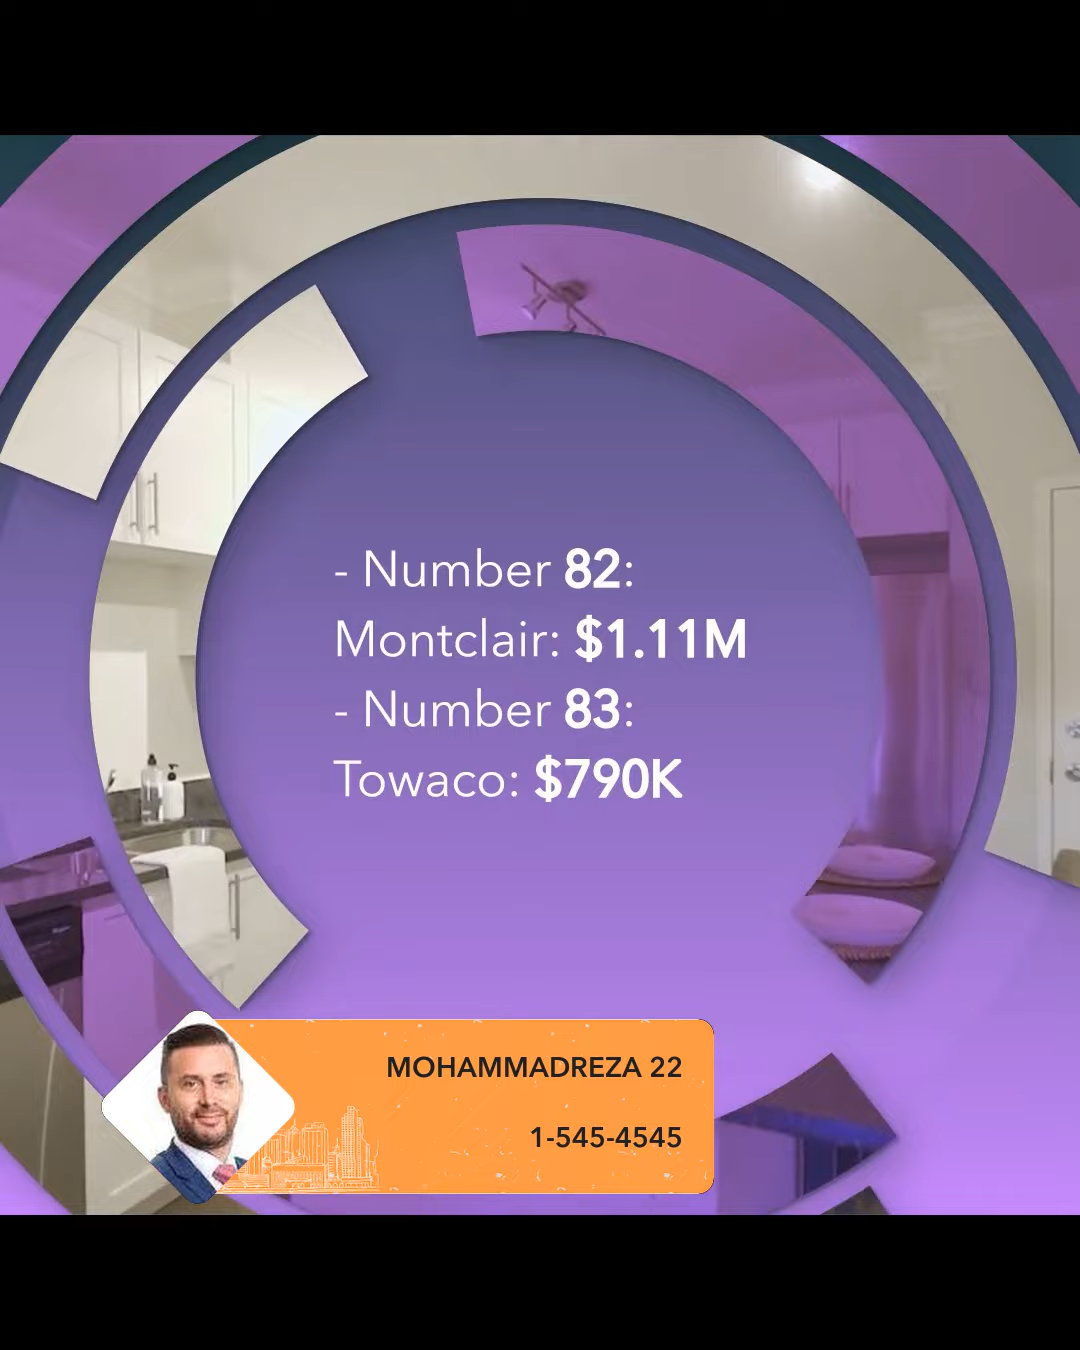 - Number 82:
Montclair: $1.11M
- Number 83:
Towaco: $790K
MOHAMMADREZA 22
1-545-4545